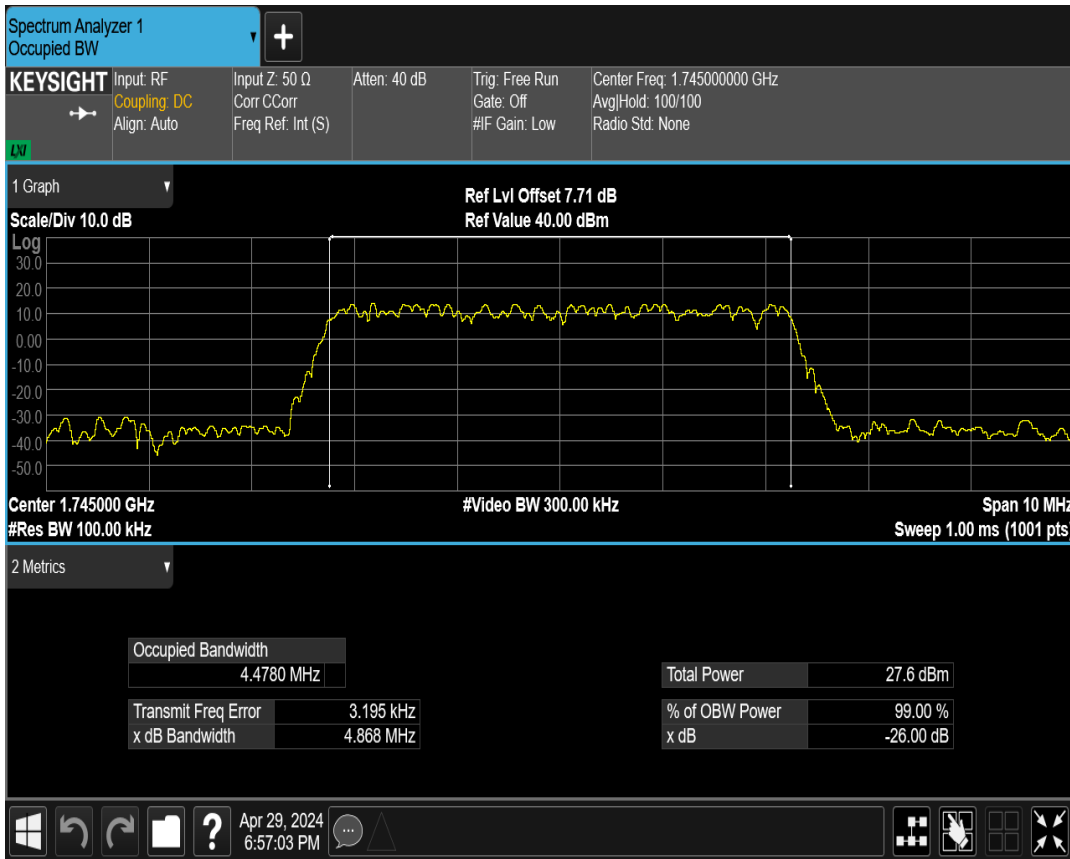 Spectrum Analyzer 1
Occupied BW
+
KEYSIGHT
LXI
Input: RF
Coupling: DC
Align: Auto
Input Z: 50 Ω
Corr CCorr
Freq Ref: Int (S)
Atten: 40 dB
Trig: Free Run
Gate: Off
#IF Gain: Low
Center Freq: 1.745000000 GHz
Avg|Hold: 100/100
Radio Std: None
1 Graph
Scale/Div 10.0 dB
Ref Lvl Offset 7.71 dB
Ref Value 40.00 dBm
Log
30.0
20.0
10.0
0.00
-10.0
-20.0
-30.0
-40.0
-50.0
Center 1.745000 GHz
#Video BW 300.00 kHz
Span 10 MHz
#Res BW 100.00 kHz
Sweep 1.00 ms (1001 pts)
2 Metrics
Occupied Bandwidth
4.4780 MHz
Total Power 27.6 dBm
Transmit Freq Error 3.195 kHz
% of OBW Power 99.00 %
x dB Bandwidth 4.868 MHz
x dB -26.00 dB
?
Apr 29, 2024
6:57:03 PM